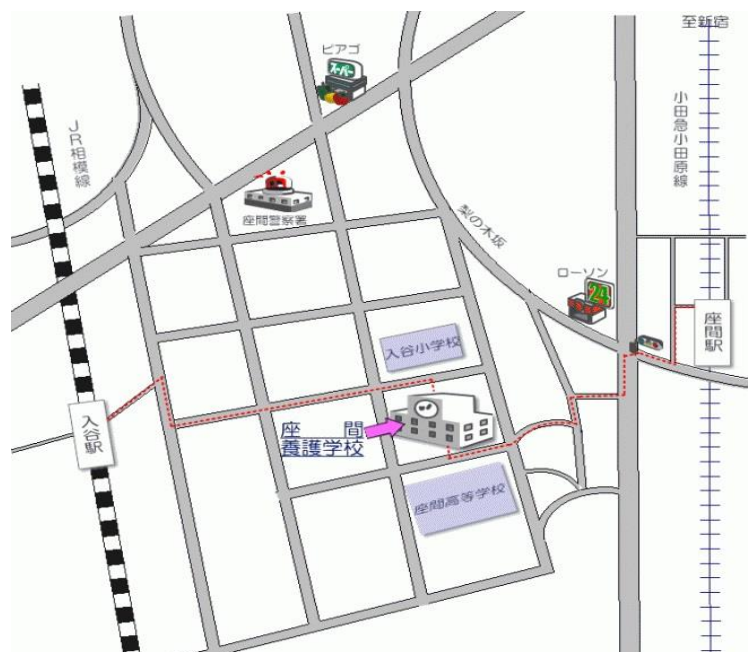 至新宿
ピアゴ
スーパー
小田急小田原線
JR相模線
座間警察署
梨の木坂
ローソン
24
座間駅
入谷小学校
入谷駅
座　間
養護学校
座間高等学校